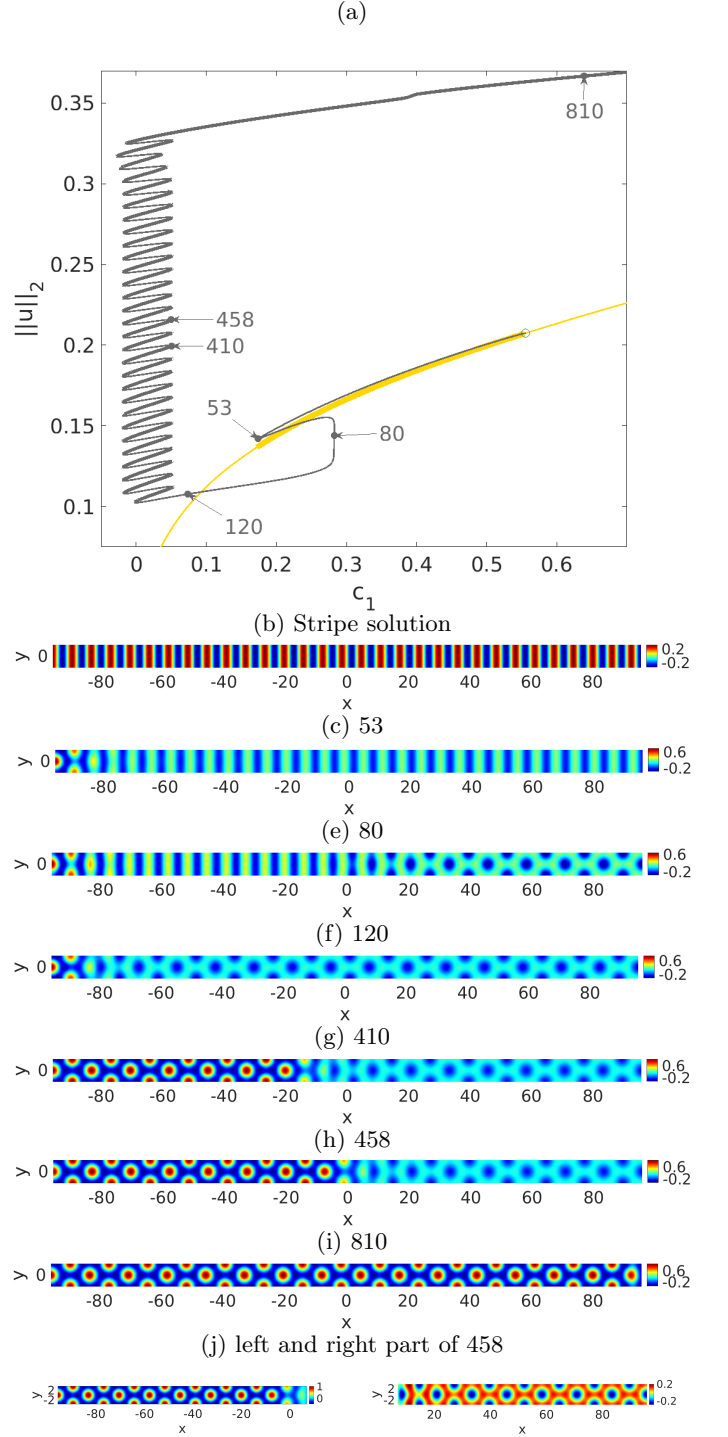 (a)
0.35
810
0.3
0.25
||u||2
458
0.2
410
53
80
0.15
0.1
120
0 0.1 0.2 0.3 0.4 0.5 0.6
c1
(b) Stripe solution
y 0 0.2 -0.2
-80 -60 -40 -20 0 20 40 60 80
x
(c) 53
y 0 0.6 -0.2
-80 -60 -40 -20 0 20 40 60 80
x
(e) 80
y 0 0.6 -0.2
-80 -60 -40 -20 0 20 40 60 80
x
(f) 120
y 0 0.6 -0.2
-80 -60 -40 -20 0 20 40 60 80
x
(g) 410
y 0 0.6 -0.2
-80 -60 -40 -20 0 20 40 60 80
x
(h) 458
y 0 0.6 -0.2
-80 -60 -40 -20 0 20 40 60 80
x
(i) 810
y 0 0.6 -0.2
-80 -60 -40 -20 0 20 40 60 80
x
(j) left and right part of 458
y 2 -2 1 0 y 2 -2 0.2 -0.2
-80 -60 -40 -20 0 20 40 60 80
x x